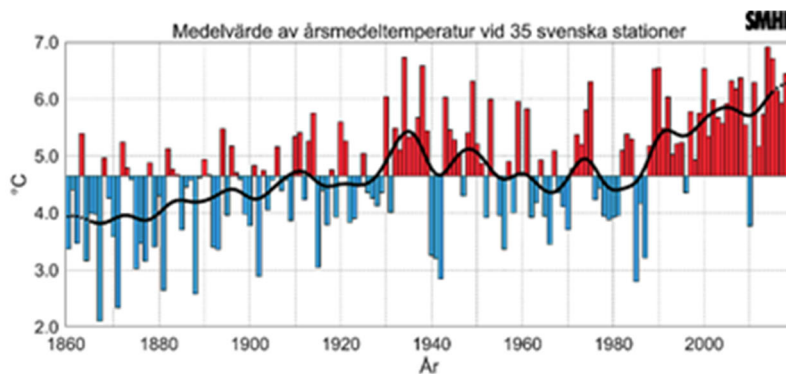 SMHI
Medelvärde av årsmedeltemperatur vid 35 svenska stationer
7.0
6.0
5.0
4.0
3.0
2.0
°C
1860 1880 1900 1920 1940 1960 1980 2000
År